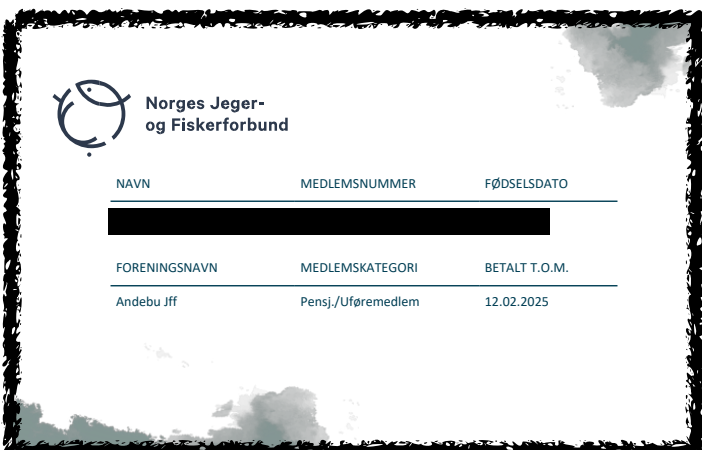 Norges Jeger-
og Fiskerforbund
NAVN MEDLEMSNUMMER FØDSELSDATO
FORENINGSNAVN MEDLEMSKATEGORI BETALT T.O.M.
Andebu Jff Pensj./Uføremedlem 12.02.2025